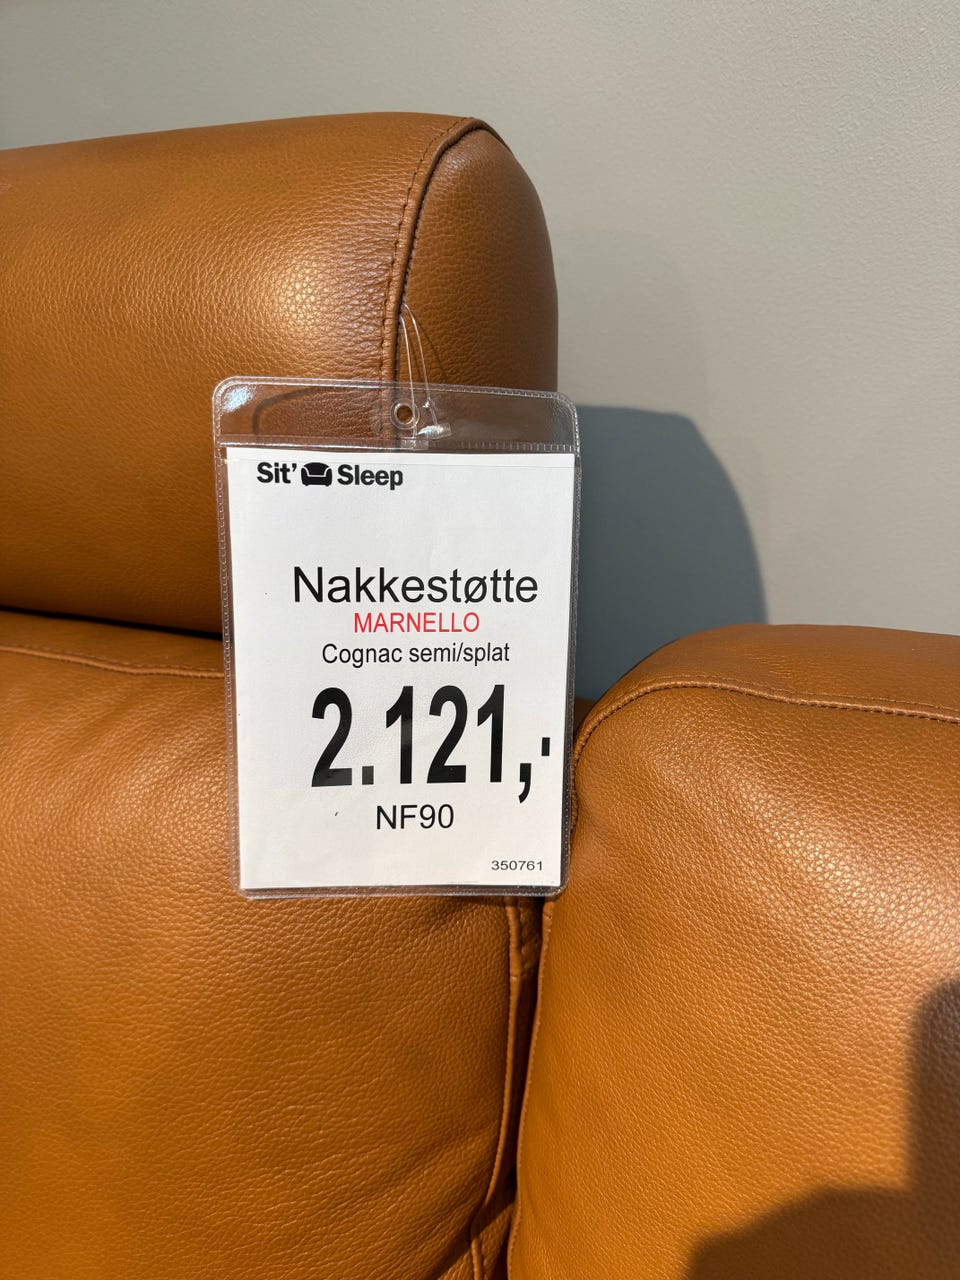 Sit' Sleep
Nakkestøtte
MARNELLO
Cognac semi/splat
2.121,-
NF90
350761